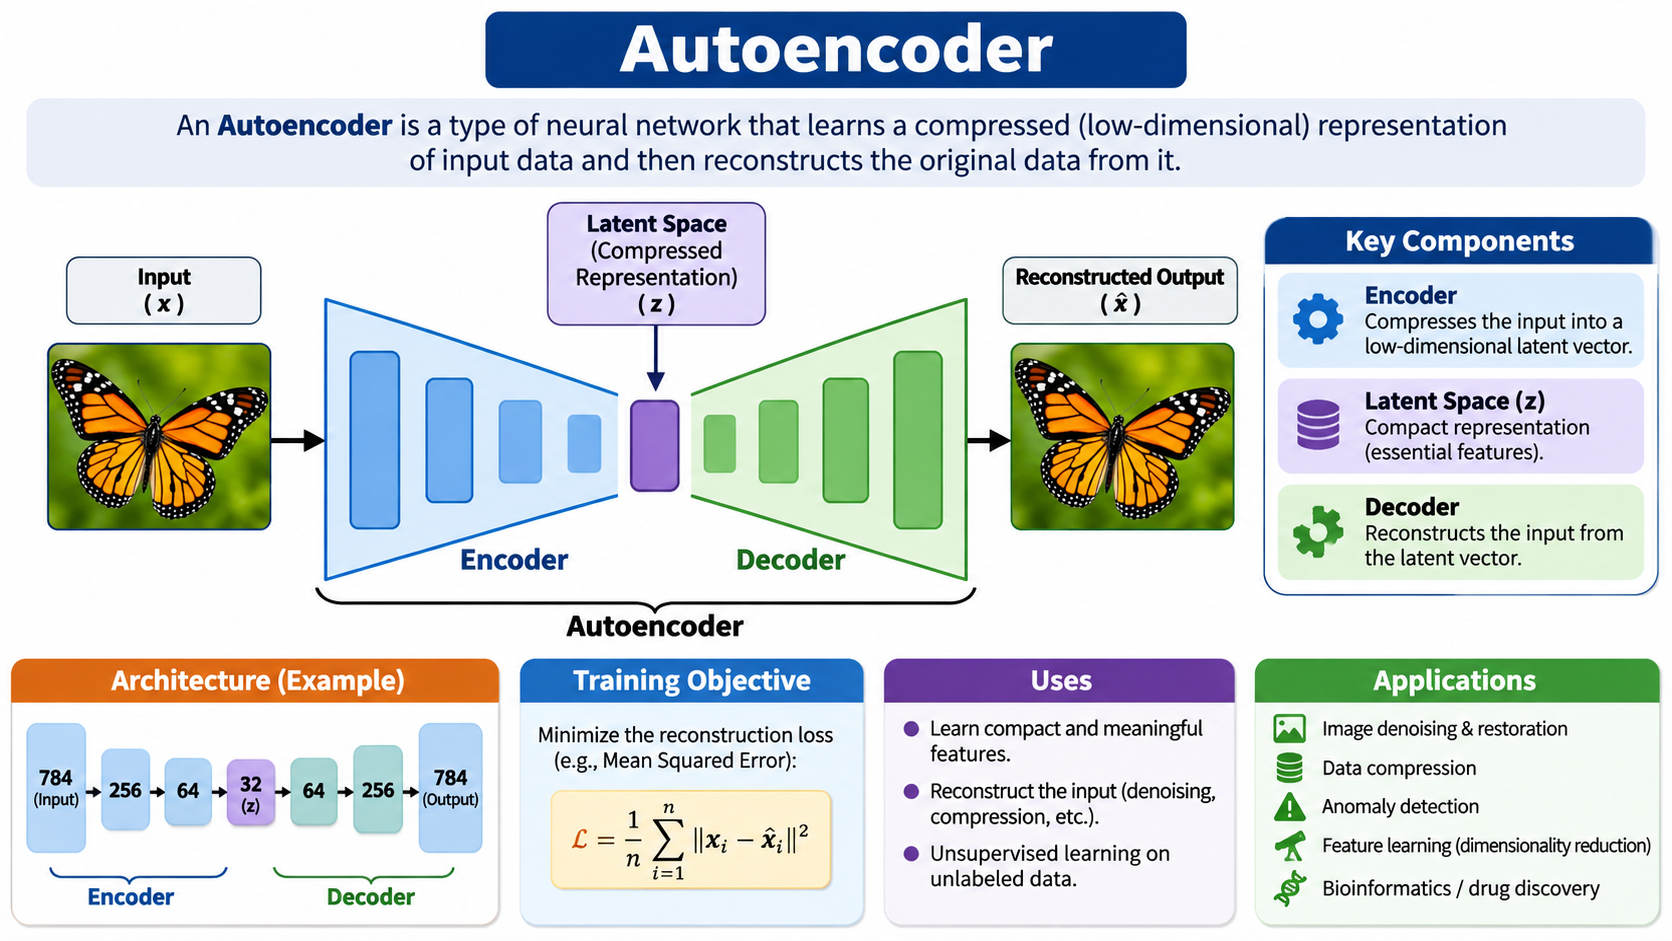 Autoencoder
An Autoencoder is a type of neural network that learns a compressed (low-dimensional) representation
of input data and then reconstructs the original data from it.
Input
( x )
Latent Space
(Compressed
Representation)
( z )
Reconstructed Output
( x̂ )
Encoder
Decoder
Autoencoder
Key Components
Encoder
Compresses the input into a
low-dimensional latent vector.
Latent Space (z)
Compact representation
(essential features).
Decoder
Reconstructs the input from
the latent vector.
Architecture (Example)
784
(Input)
256
64
32
(z)
64
256
784
(Output)
Encoder
Decoder
Training Objective
Minimize the reconstruction loss
(e.g., Mean Squared Error):
ℒ = 1/n ∑_{i=1}^{n} ‖x_i − x̂_i‖²
Uses
Learn compact and meaningful
features.
Reconstruct the input (denoising,
compression, etc.).
Unsupervised learning on
unlabeled data.
Applications
Image denoising & restoration
Data compression
Anomaly detection
Feature learning (dimensionality reduction)
Bioinformatics / drug discovery